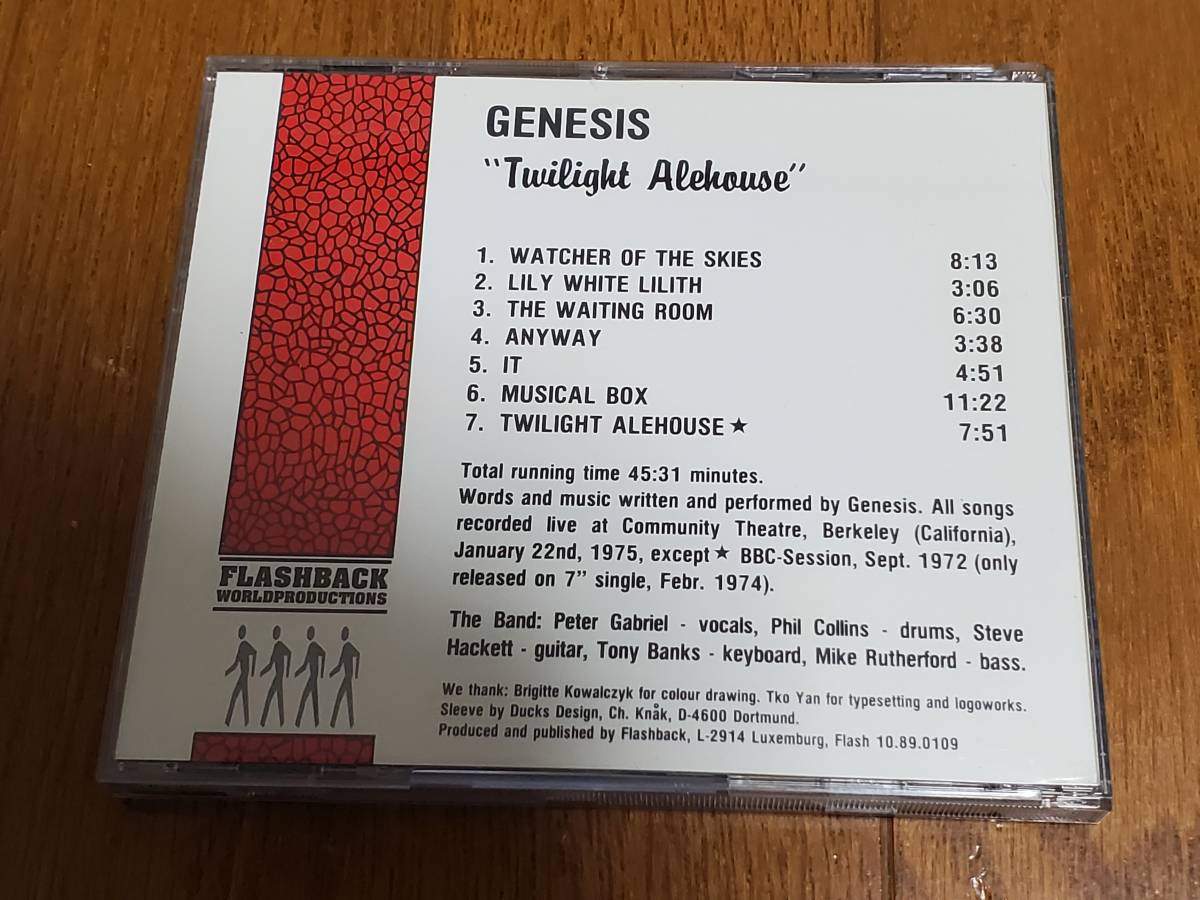 GENESIS
"Twilight Alehouse"
1. WATCHER OF THE SKIES 8:13
2. LILY WHITE LILITH 3:06
3. THE WAITING ROOM 6:30
4. ANYWAY 3:38
5. IT 4:51
6. MUSICAL BOX 11:22
7. TWILIGHT ALEHOUSE ★ 7:51
Total running time 45:31 minutes.
Words and music written and performed by Genesis. All songs
recorded live at Community Theatre, Berkeley (California),
January 22nd, 1975, except ★ BBC-Session, Sept. 1972 (only
released on 7" single, Febr. 1974).
The Band: Peter Gabriel - vocals, Phil Collins - drums, Steve
Hackett - guitar, Tony Banks - keyboard, Mike Rutherford - bass.
We thank: Brigitte Kowalczyk for colour drawing. Tko Yan for typesetting and logoworks.
Sleeve by Ducks Design, Ch. Knåk, D-4600 Dortmund.
Produced and published by Flashback, L-2914 Luxemburg, Flash 10.89.0109
FLASHBACK
WORLDPRODUCTIONS